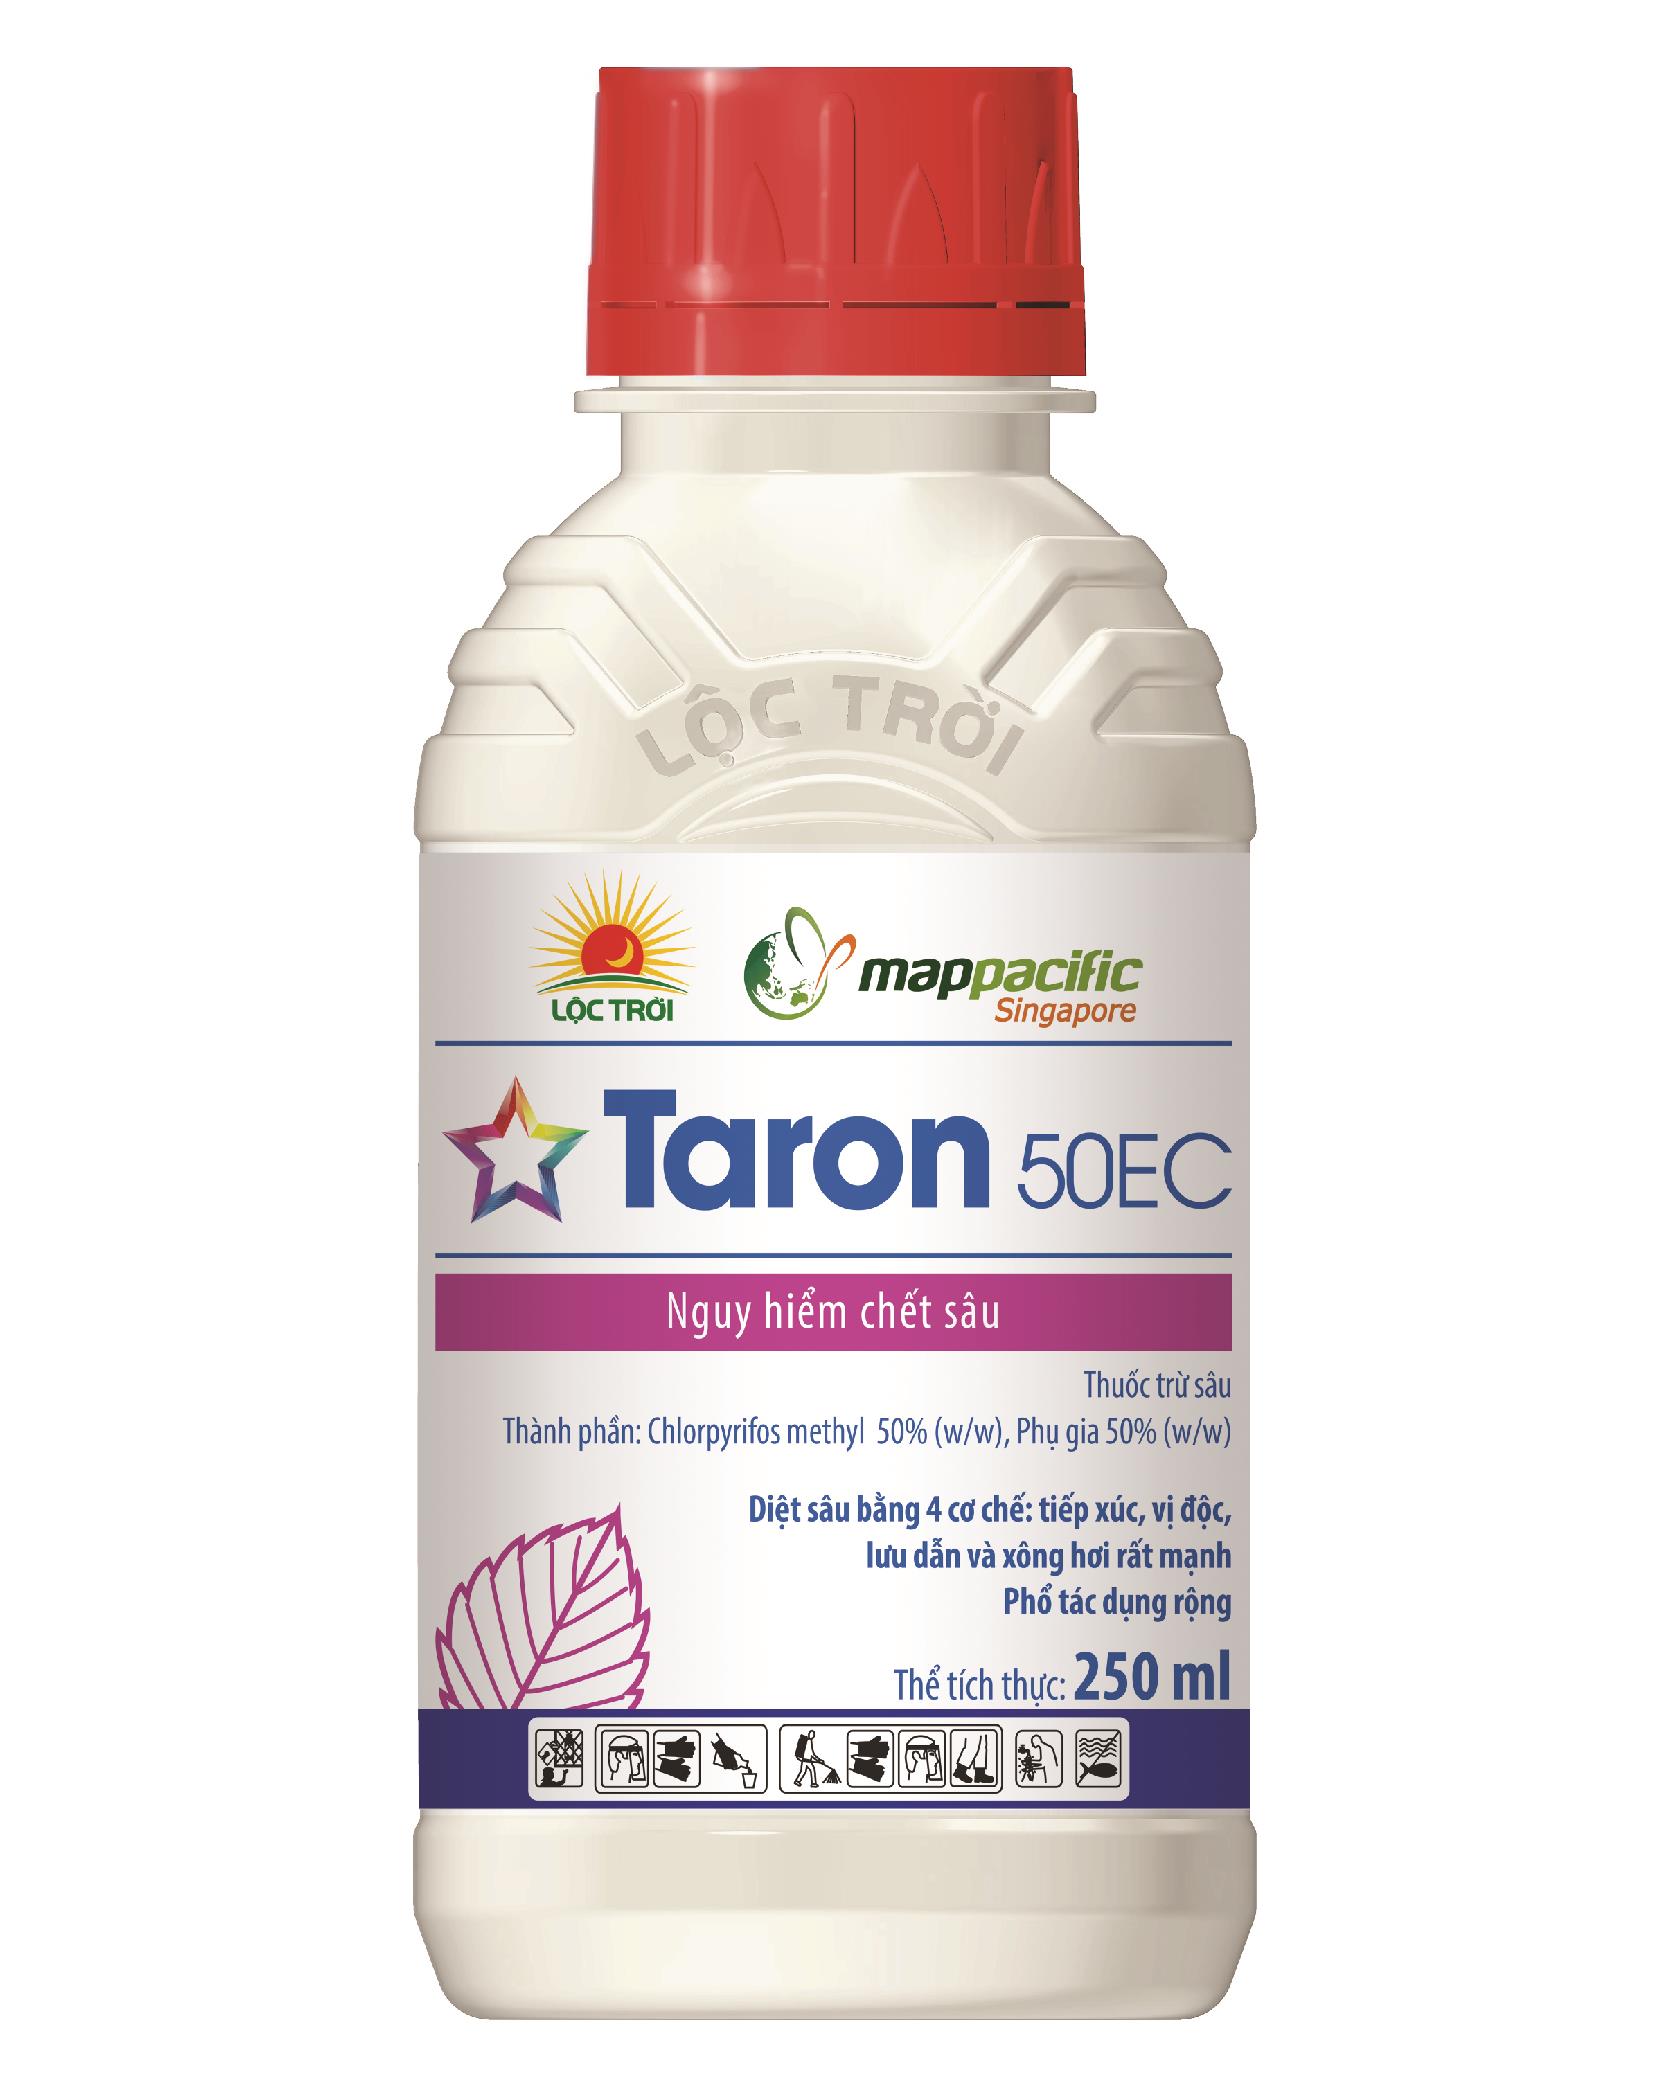 LỘC TRỜI
LỘC TRỜI
mappacific
Singapore
Taron 50EC
Nguy hiểm chết sâu
Thuốc trừ sâu
Thành phần: Chlorpyrifos methyl 50% (w/w), Phụ gia 50% (w/w)
Diệt sâu bằng 4 cơ chế: tiếp xúc, vị độc,
lưu dẫn và xông hơi rất mạnh
Phổ tác dụng rộng
Thể tích thực: 250 ml